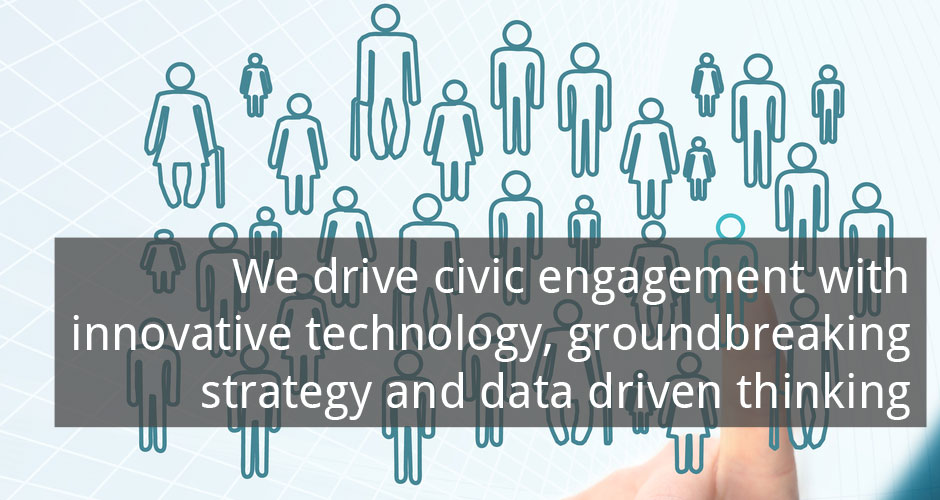 We drive civic engagement with
innovative technology, groundbreaking
strategy and data driven thinking